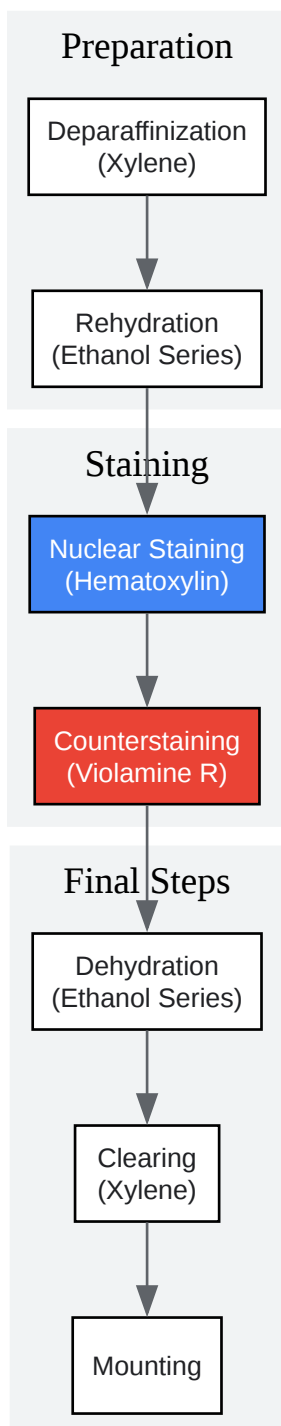 Preparation
Deparaffinization
(Xylene)
Rehydration
(Ethanol Series)
Staining
Nuclear Staining
(Hematoxylin)
Counterstaining
(Violamine R)
Final Steps
Dehydration
(Ethanol Series)
Clearing
(Xylene)
Mounting